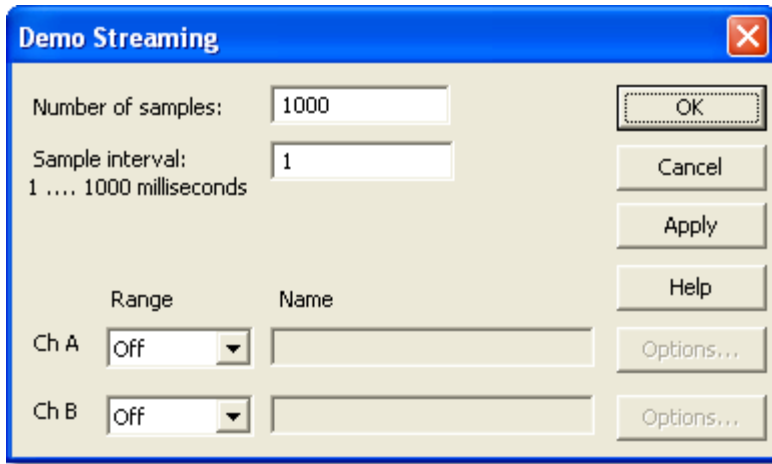 Demo Streaming
Number of samples: 1000 OK
Sample interval: 1 Cancel
1 .... 1000 milliseconds
Apply
Help
Range Name
Ch A Off Options...
Ch B Off Options...